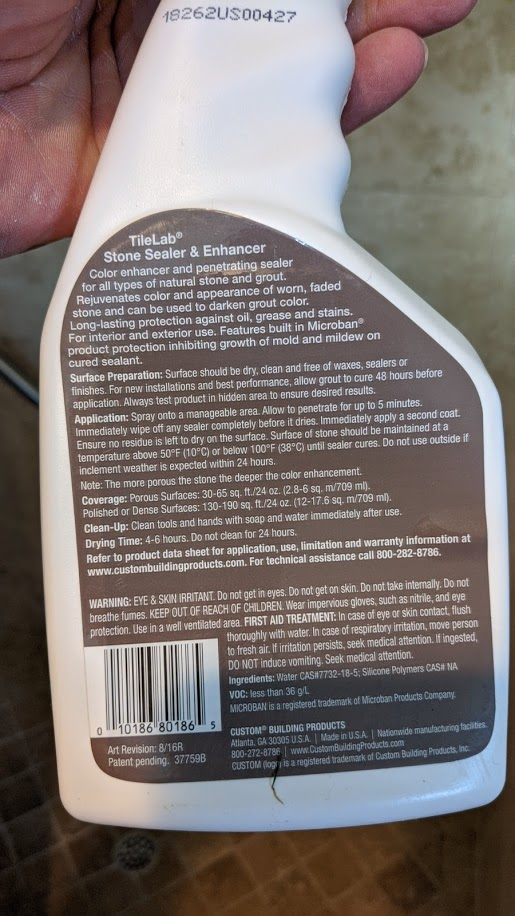 18262US00427
TileLab®
Stone Sealer & Enhancer
Color enhancer and penetrating sealer
for all types of natural stone and grout.
Rejuvenates color and appearance of worn, faded
stone and can be used to darken grout color.
Long-lasting protection against oil, grease and stains.
For interior and exterior use. Features built in Microban®
product protection inhibiting growth of mold and mildew on
cured sealant.
Surface Preparation: Surface should be dry, clean and free of waxes, sealers or
finishes. For new installations and best performance, allow grout to cure 48 hours before
application. Always test product in hidden area to ensure desired results.
Application: Spray onto a manageable area. Allow to penetrate for up to 5 minutes.
Immediately wipe off any sealer completely before it dries. Immediately apply a second coat.
Ensure no residue is left to dry on the surface. Surface of stone should be maintained at a
temperature above 50°F (10°C) or below 100°F (38°C) until sealer cures. Do not use outside if
inclement weather is expected within 24 hours.
Note: The more porous the stone the deeper the color enhancement.
Coverage: Porous Surfaces: 30-65 sq. ft./24 oz. (2.8-6 sq. m/709 ml).
Polished or Dense Surfaces: 130-190 sq. ft./24 oz. (12-17.6 sq. m/709 ml).
Clean-Up: Clean tools and hands with soap and water immediately after use.
Drying Time: 4-6 hours. Do not clean for 24 hours.
Refer to product data sheet for application, use, limitation and warranty information at
www.custombuildingproducts.com. For technical assistance call 800-282-8786.
WARNING: EYE & SKIN IRRITANT. Do not get in eyes. Do not get on skin. Do not take internally. Do not
breathe fumes. KEEP OUT OF REACH OF CHILDREN. Wear impervious gloves, such as nitrile, and eye
protection. Use in a well ventilated area. FIRST AID TREATMENT: In case of eye or skin contact, flush
thoroughly with water. In case of respiratory irritation, move person
to fresh air. If irritation persists, seek medical attention. If ingested,
DO NOT induce vomiting. Seek medical attention.
Ingredients: Water CAS#7732-18-5; Silicone Polymers CAS# NA
VOC: less than 36 g/L
MICROBAN is a registered trademark of Microban Products Company.
0 10186 80186 5
Art Revision: 8/16R
Patent pending. 37759B
CUSTOM® BUILDING PRODUCTS
Atlanta, GA 30305 U.S.A. | Made in U.S.A. | Nationwide manufacturing facilities.
800-272-8786 | www.CustomBuildingProducts.com
CUSTOM (logo) is a registered trademark of Custom Building Products, Inc.